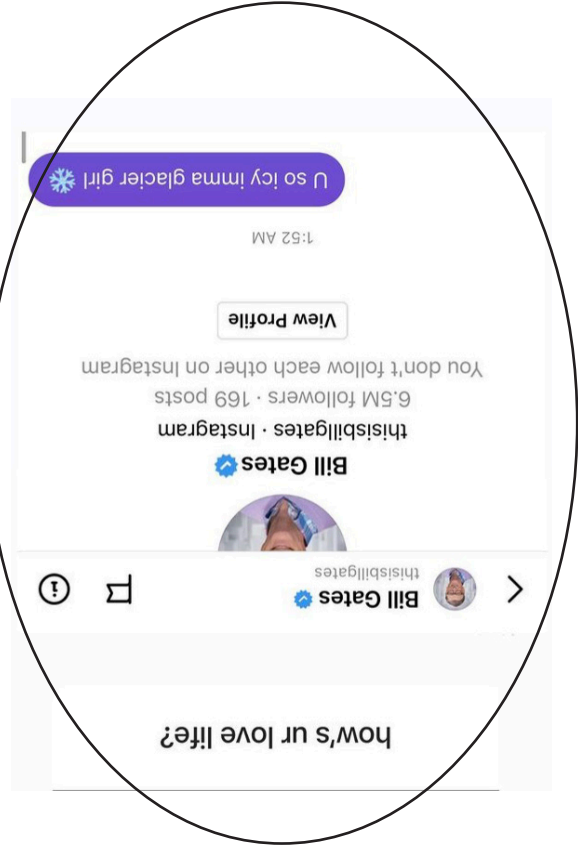 how's ur love life?
Bill Gates
thisisbillgates
Bill Gates
thisisbillgates · Instagram
6.5M followers · 169 posts
You don't follow each other on Instagram
View Profile
1:52 AM
U so icy imma glacier girl ❄️